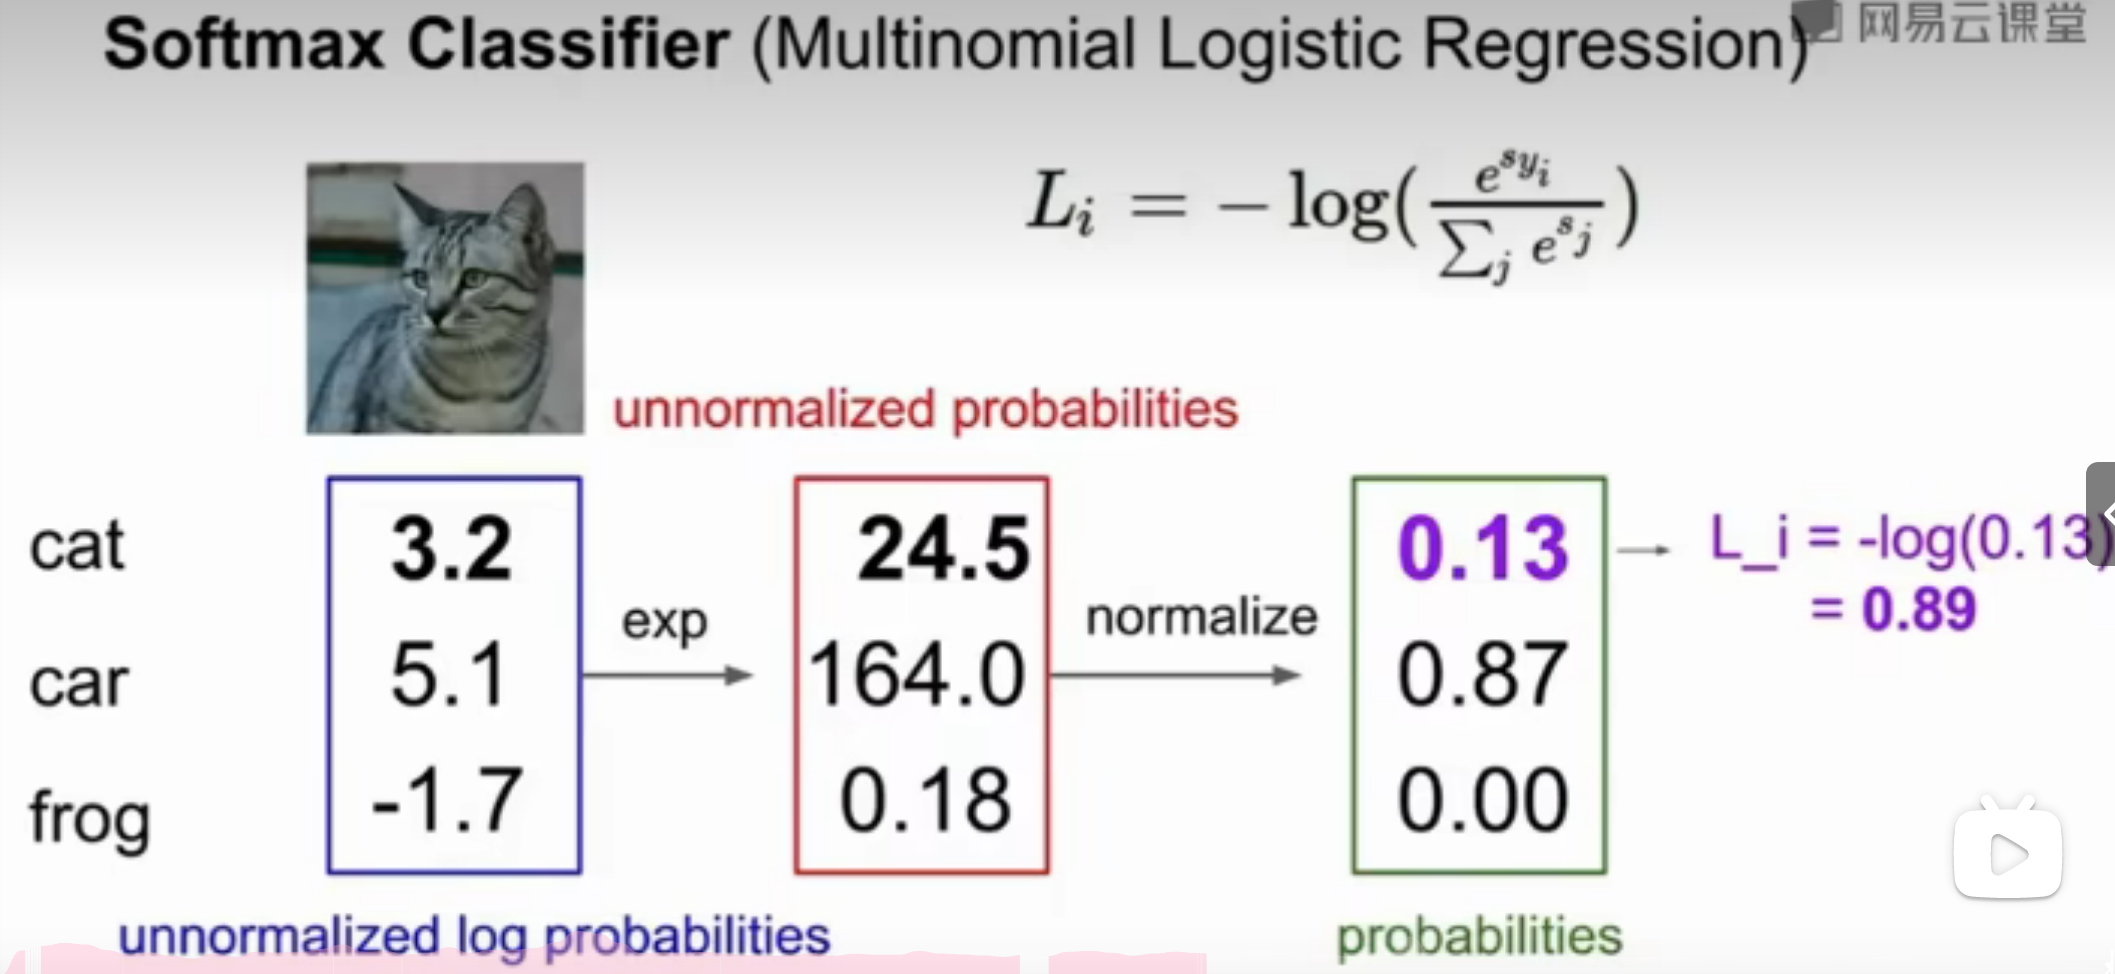 Softmax Classifier (Multinomial Logistic Regression)
网易云课堂
L_i = - log( e^{s_{y_i}} / ∑_j e^{s_j} )
unnormalized probabilities
cat 3.2 24.5 0.13 → L_i = -log(0.13)
= 0.89
exp normalize
car 5.1 164.0 0.87
frog -1.7 0.18 0.00
unnormalized log probabilities probabilities